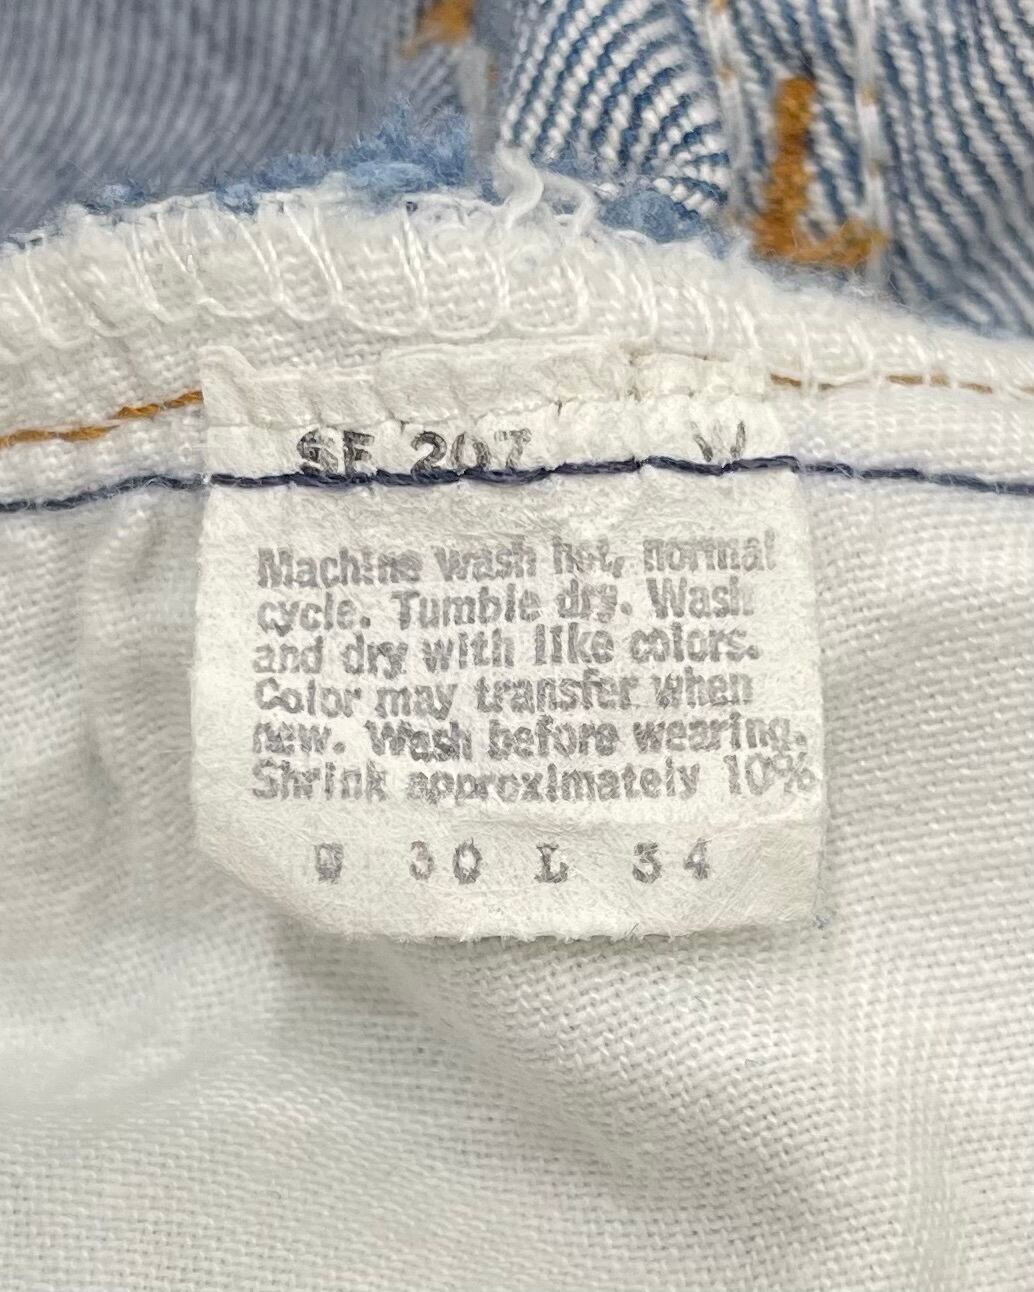 SF 207 W
Machine wash hot, normal
cycle. Tumble dry. Wash
and dry with like colors.
Color may transfer when
new. Wash before wearing.
Shrink approximately 10%
W 30 L 34